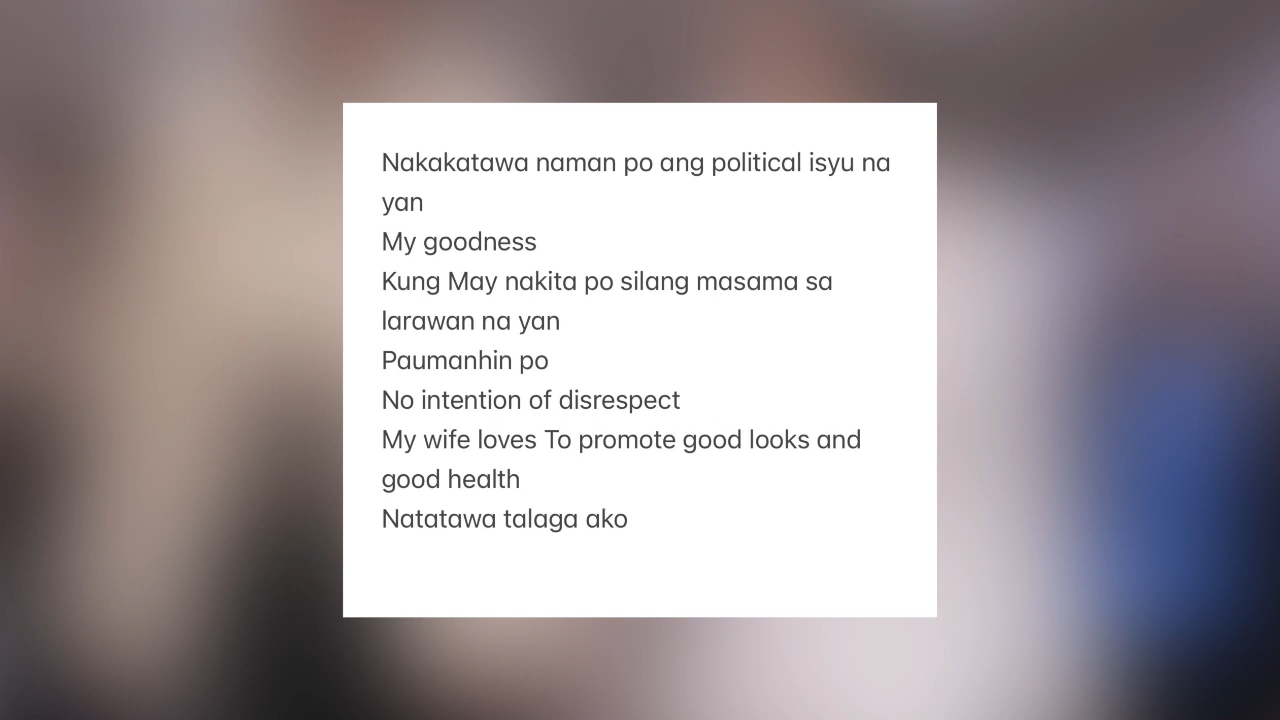 Nakakatawa naman po ang political isyu na
yan
My goodness
Kung May nakita po silang masama sa
larawan na yan
Paumanhin po
No intention of disrespect
My wife loves To promote good looks and
good health
Natatawa talaga ako